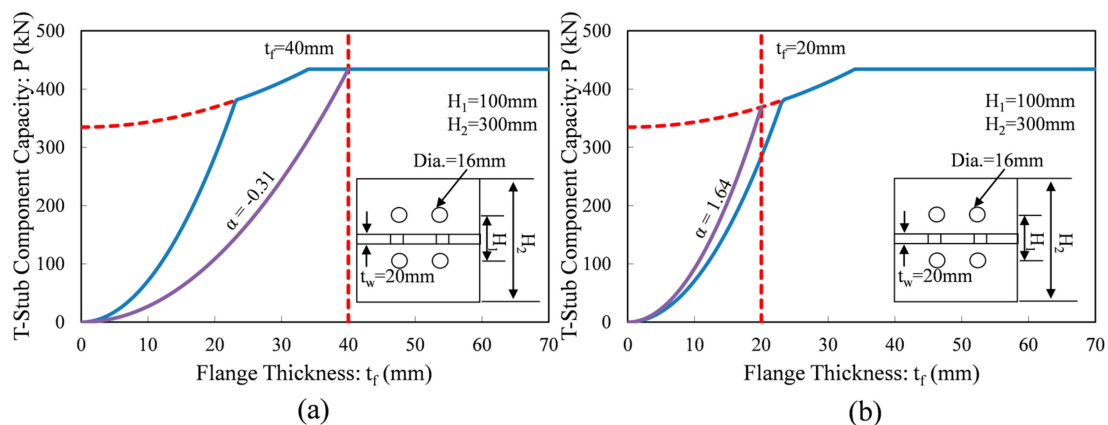 T-Stub Component Capacity: P (kN)
500
400
300
200
100
0
t_f=40mm
H₁=100mm
H₂=300mm
Dia.=16mm
α = -0.31
H₁
H₂
t_w=20mm
0 10 20 30 40 50 60 70
Flange Thickness: t_f (mm)
(a)
T-Stub Component Capacity: P (kN)
500
400
300
200
100
0
t_f=20mm
H₁=100mm
H₂=300mm
Dia.=16mm
α = 1.64
H₁
H₂
t_w=20mm
0 10 20 30 40 50 60 70
Flange Thickness: t_f (mm)
(b)